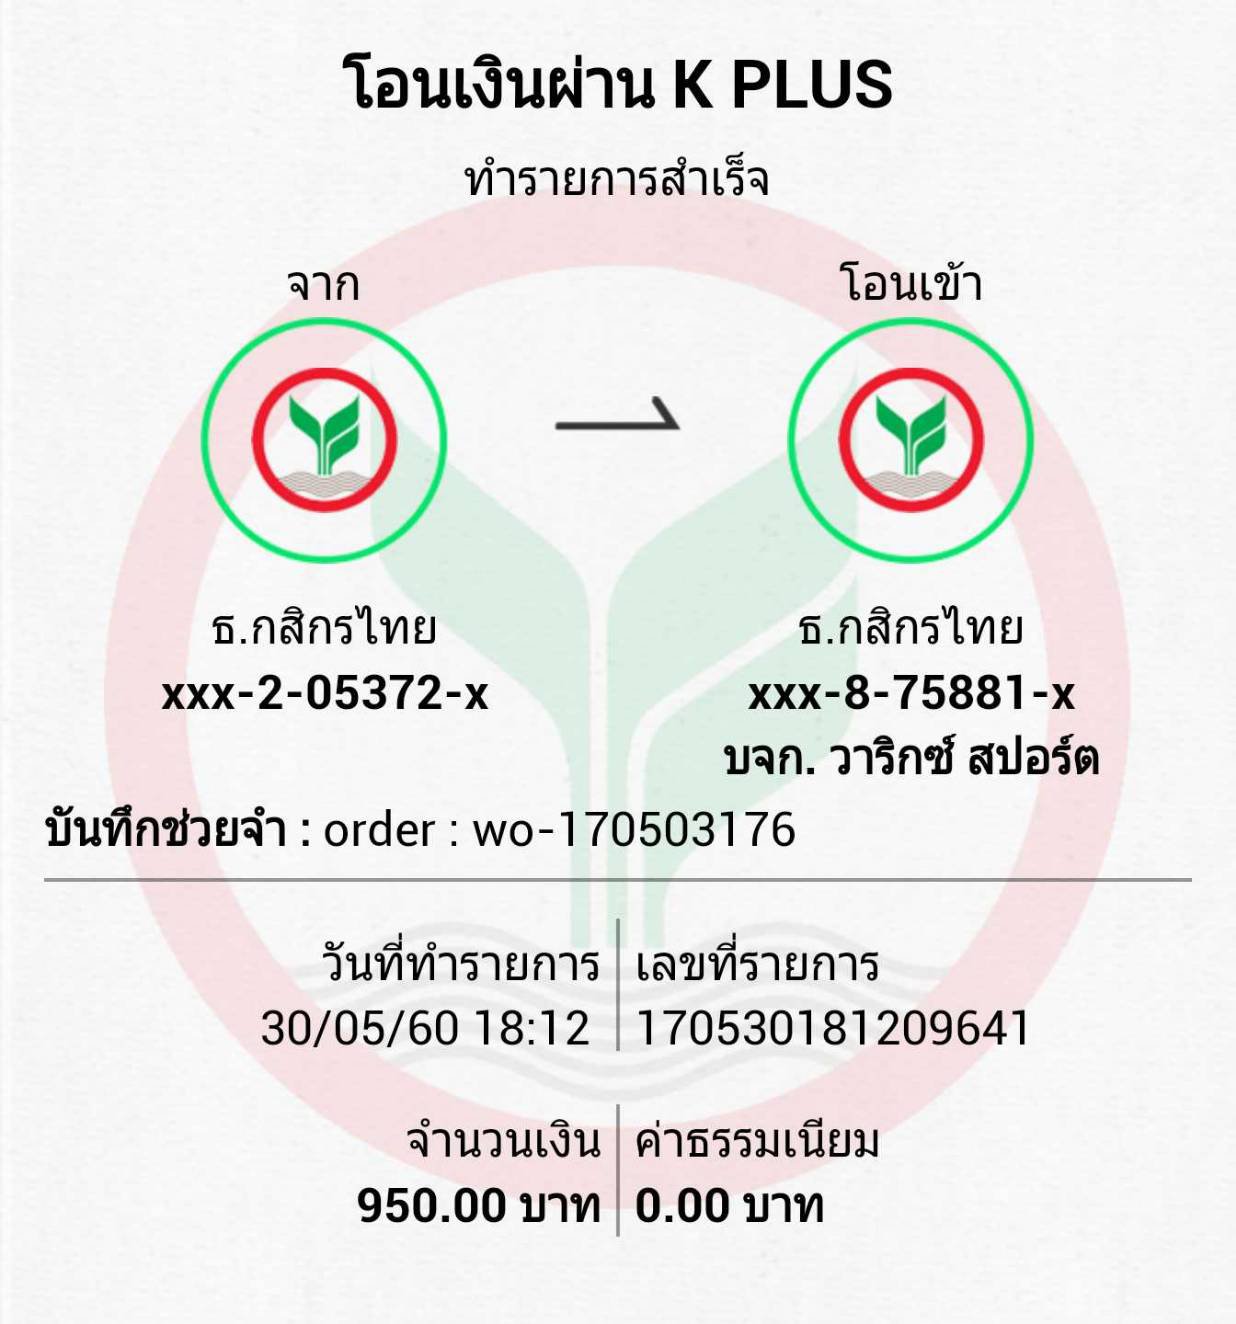 โอนเงินผ่าน K PLUS
ทำรายการสำเร็จ
จาก
โอนเข้า
ธ.กสิกรไทย
xxx-2-05372-x
ธ.กสิกรไทย
xxx-8-75881-x
บจก. วาริกซ์ สปอร์ต
บันทึกช่วยจำ : order : wo-170503176
วันที่ทำรายการ
30/05/60 18:12
เลขที่รายการ
170530181209641
จำนวนเงิน
950.00 บาท
ค่าธรรมเนียม
0.00 บาท